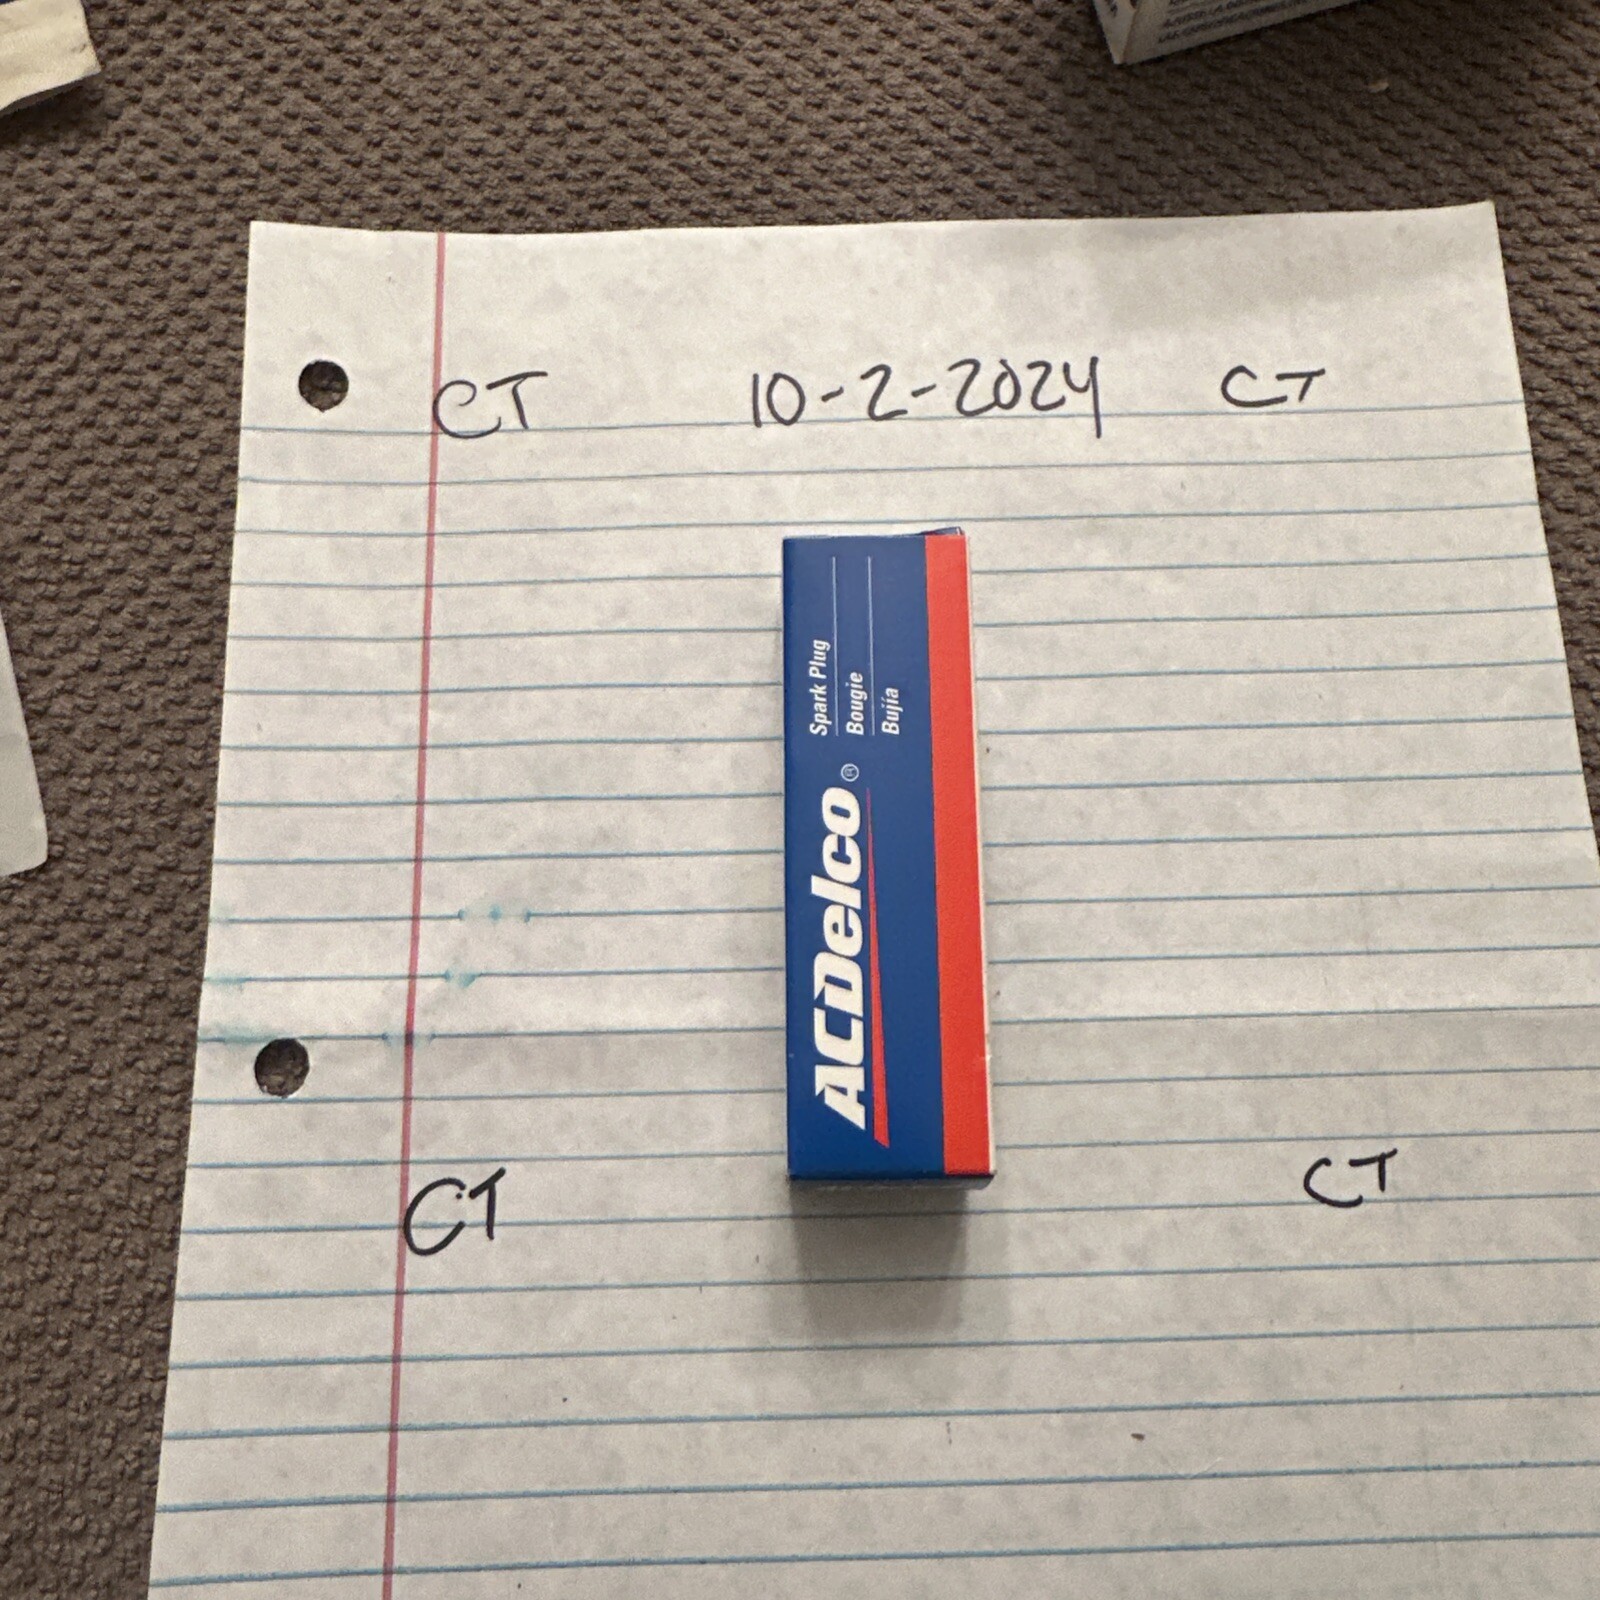 CT 10-2-2024 CT
Spark Plug
Bougie
Bujía
ACDelco®
CT CT